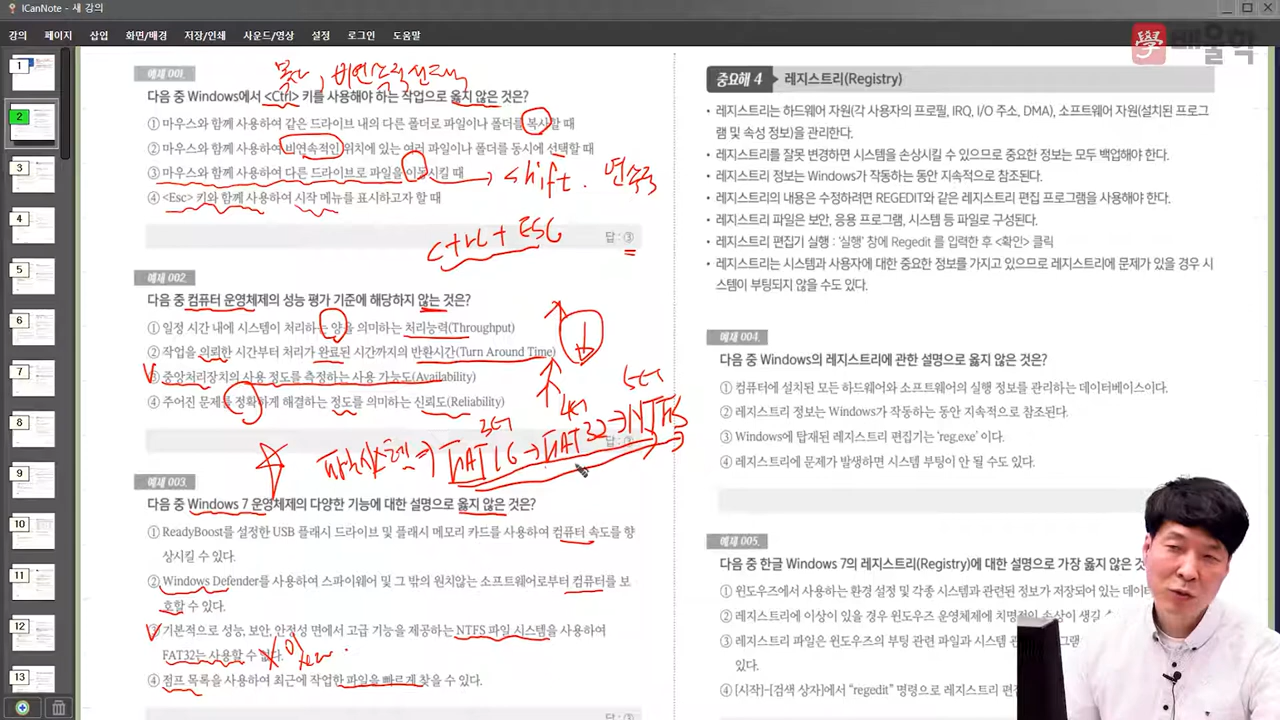 ICanNote - 새 강의
강의 페이지 삽입 화면/배경 저장/인쇄 사운드/영상 설정 로그인 도움말
學 배울학
1
2
3
4
5
6
7
8
9
10
11
12
13
예제 001.
, 비연속적선택
다음 중 Windows에서 <Ctrl> 키를 사용해야 하는 작업으로 옳지 않은 것은?
① 마우스와 함께 사용하여 같은 드라이브 내의 다른 폴더로 파일이나 폴더를 복사할 때
② 마우스와 함께 사용하여 비연속적인 위치에 있는 여러 파일이나 폴더를 동시에 선택할 때
③ 마우스와 함께 사용하여 다른 드라이브로 파일을 이동시킬 때
shift. 연속적
④ <Esc> 키와 함께 사용하여 시작 메뉴를 표시하고자 할 때
Ctrl + ESC
답 : ③
예제 002.
다음 중 컴퓨터 운영체제의 성능 평가 기준에 해당하지 않는 것은?
① 일정 시간 내에 시스템이 처리하는 양을 의미하는 처리능력(Throughput)
② 작업을 의뢰한 시간부터 처리가 완료된 시간까지의 반환시간(Turn Around Time)
③ 중앙처리장치의 사용 정도를 측정하는 사용 가능도(Availability)
④ 주어진 문제를 정확하게 해결하는 정도를 의미하는 신뢰도(Reliability)
답 : ③
파일시스템 ⇒ FAT16 → FAT32 → NTFS
예제 003.
다음 중 Windows 7 운영체제의 다양한 기능에 대한 설명으로 옳지 않은 것은?
① ReadyBoost를 설정한 USB 플래시 드라이브 및 플래시 메모리 카드를 사용하여 컴퓨터 속도를 향
상시킬 수 있다.
② Windows Defender를 사용하여 스파이웨어 및 그 밖의 원치않는 소프트웨어로부터 컴퓨터를 보
호할 수 있다.
③ 기본적으로 성능, 보안, 안정성 면에서 고급 기능을 제공하는 NTFS 파일 시스템을 사용하여
FAT32는 사용할 수 없다.
④ 점프 목록을 사용하여 최근에 작업한 파일을 빠르게 찾을 수 있다.
답 : ③
중요해 4 레지스트리(Registry)
• 레지스트리는 하드웨어 자원(각 사용자의 프로필, IRQ, I/O 주소, DMA), 소프트웨어 자원(설치된 프로그
램 및 속성 정보)을 관리한다.
• 레지스트리를 잘못 변경하면 시스템을 손상시킬 수 있으므로 중요한 정보는 모두 백업해야 한다.
• 레지스트리 정보는 Windows가 작동하는 동안 지속적으로 참조된다.
• 레지스트리의 내용은 수정하려면 REGEDIT와 같은 레지스트리 편집 프로그램을 사용해야 한다.
• 레지스트리 파일은 보안, 응용 프로그램, 시스템 등 파일로 구성된다.
• 레지스트리 편집기 실행 : '실행' 창에 Regedit 를 입력한 후 <확인> 클릭
• 레지스트리는 시스템과 사용자에 대한 중요한 정보를 가지고 있으므로 레지스트리에 문제가 있을 경우 시
스템이 부팅되지 않을 수도 있다.
예제 004.
다음 중 Windows의 레지스트리에 관한 설명으로 옳지 않은 것은?
① 컴퓨터에 설치된 모든 하드웨어와 소프트웨어의 실행 정보를 관리하는 데이터베이스이다.
② 레지스트리 정보는 Windows가 작동하는 동안 지속적으로 참조된다.
③ Windows에 탑재된 레지스트리 편집기는 'reg.exe' 이다.
④ 레지스트리에 문제가 발생하면 시스템 부팅이 안 될 수도 있다.
예제 005.
다음 중 한글 Windows 7의 레지스트리(Registry)에 대한 설명으로 가장 옳지 않은 것
① 윈도우즈에서 사용하는 환경 설정 및 각종 시스템과 관련된 정보가 저장되어 있는 데이터
② 레지스트리에 이상이 있을 경우 윈도우즈 운영체제에 치명적인 손상이 생길
③ 레지스트리 파일은 윈도우즈의 부팅 관련 파일과 시스템 관련 프로그램
있다.
④ [시작]-[검색 상자]에서 "regedit" 명령으로 레지스트리